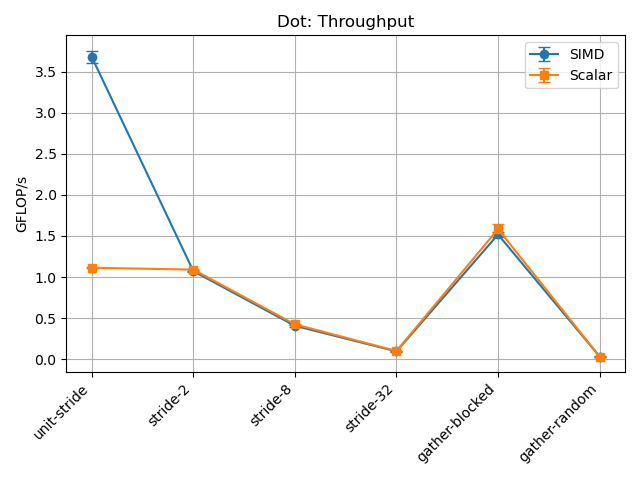 Dot: Throughput
SIMD
Scalar
GFLOP/s
3.5
3.0
2.5
2.0
1.5
1.0
0.5
0.0
unit-stride
stride-2
stride-8
stride-32
gather-blocked
gather-random